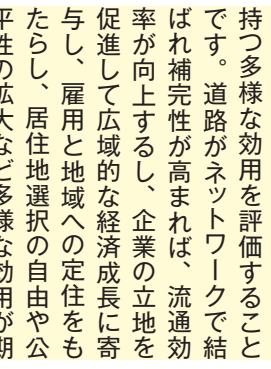 持つ多様な効用を評価すること
です。道路がネットワークで結
ばれ補完性が高まれば、流通効
率が向上するし、企業の立地を
促進して広域的な経済成長に寄
与し、雇用と地域への定住をも
たらし、居住地選択の自由や公
平性の拡大など多様な効用が期